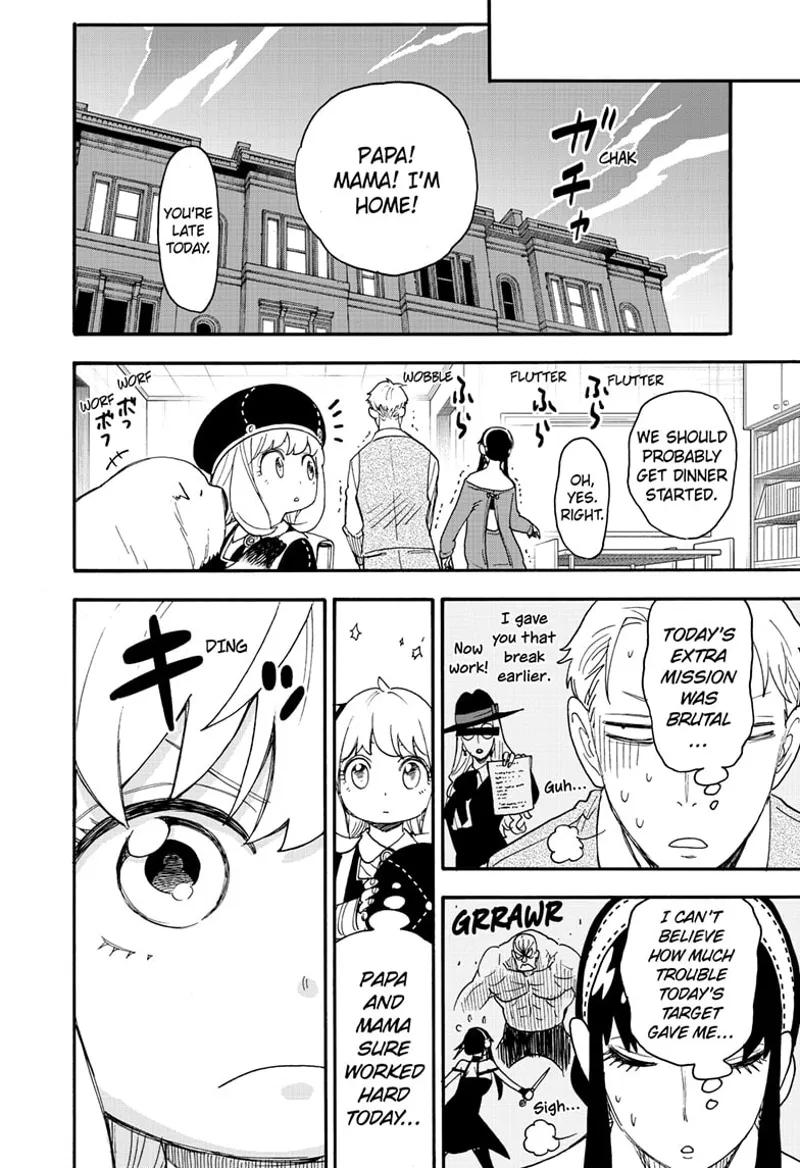 PAPA!
MAMA! I'M
HOME!
ガチャ
CHAK
YOU'RE
LATE
TODAY.
WE SHOULD
PROBABLY
GET DINNER
STARTED.
OH,
YES.
RIGHT.
FLUTTER
ふら
FLUTTER
ふら
WOBBLE
ふら
WORF
ボフ
WORF
ボフ
TODAY'S
EXTRA
MISSION
WAS
BRUTAL
...
I gave
you that
break
earlier.
Now
work!
Guh...
I CAN'T
BELIEVE
HOW MUCH
TROUBLE
TODAY'S
TARGET
GAVE ME...
GRRAWR
Sigh...
PAPA
AND
MAMA
SURE
WORKED
HARD
TODAY...
キッ
DING